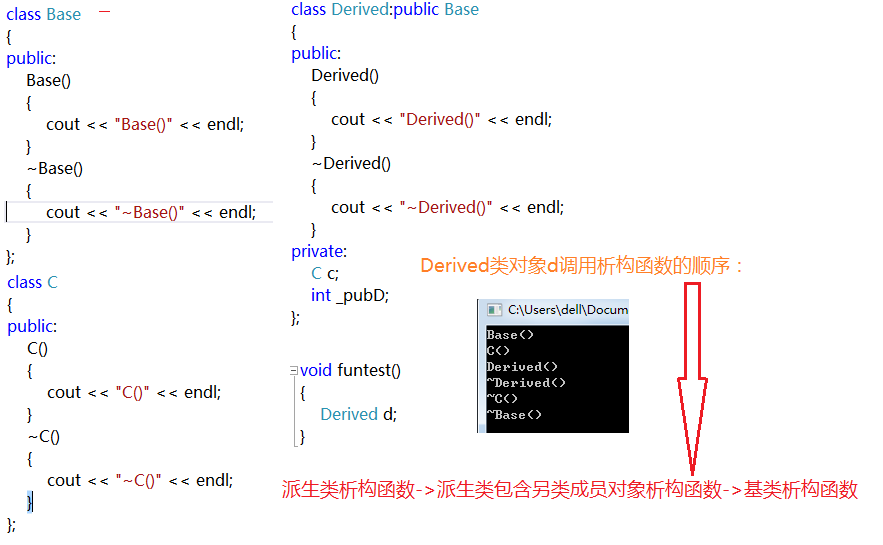 class Base
{
public:
Base()
{
cout << "Base()" << endl;
}
~Base()
{
cout << "~Base()" << endl;
}
};
class C
{
public:
C()
{
cout << "C()" << endl;
}
~C()
{
cout << "~C()" << endl;
}
};
class Derived:public Base
{
public:
Derived()
{
cout << "Derived()" << endl;
}
~Derived()
{
cout << "~Derived()" << endl;
}
private:
C c;
int _pubD;
};
void funtest()
{
Derived d;
}
Derived类对象d调用析构函数的顺序：
C:\Users\dell\Docum
Base()
C()
Derived()
~Derived()
~C()
~Base()
派生类析构函数->派生类包含另类成员对象析构函数->基类析构函数